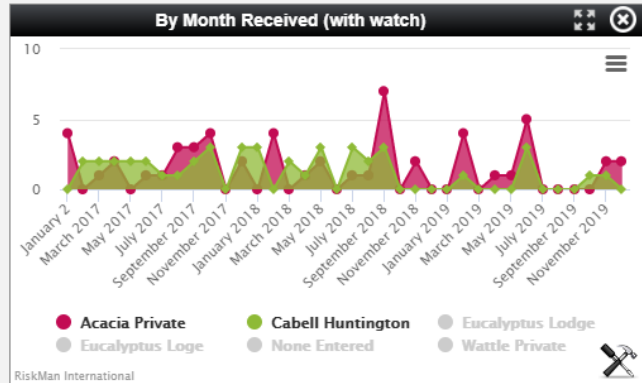 By Month Received (with watch)
10
5
0
January 2
March 2017
May 2017
July 2017
September 2017
November 2017
January 2018
March 2018
May 2018
July 2018
September 2018
November 2018
January 2019
March 2019
May 2019
July 2019
September 2019
November 2019
Acacia Private
Cabell Huntington
Eucalyptus Lodge
Eucalyptus Loge
None Entered
Wattle Private
RiskMan International